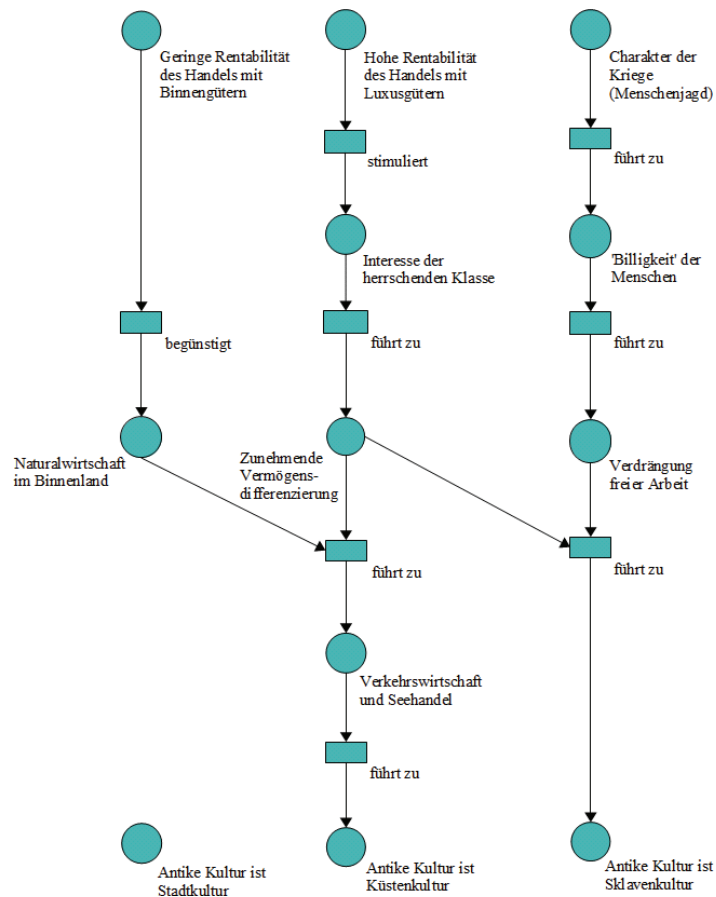 Geringe Rentabilität
des Handels mit
Binnengütern
Hohe Rentabilität
des Handels mit
Luxusgütern
Charakter der
Kriege
(Menschenjagd)
stimuliert
führt zu
Interesse der
herrschenden Klasse
'Billigkeit' der
Menschen
begünstigt
führt zu
führt zu
Naturalwirtschaft
im Binnenland
Zunehmende
Vermögens-
differenzierung
Verdrängung
freier Arbeit
führt zu
führt zu
Verkehrswirtschaft
und Seehandel
führt zu
Antike Kultur ist
Stadtkultur
Antike Kultur ist
Küstenkultur
Antike Kultur ist
Sklavenkultur